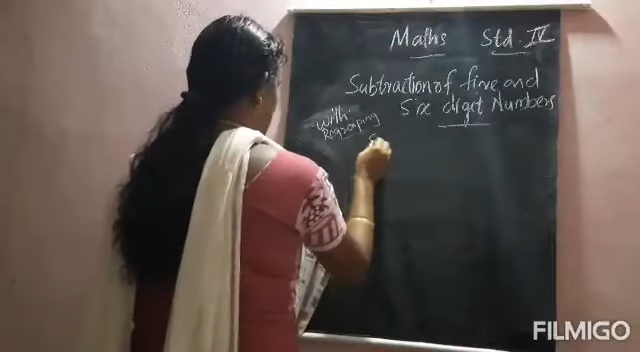 Maths Std. IV
Subtraction of five and
Six digit Numbers
With
Regrouping
FILMIGO